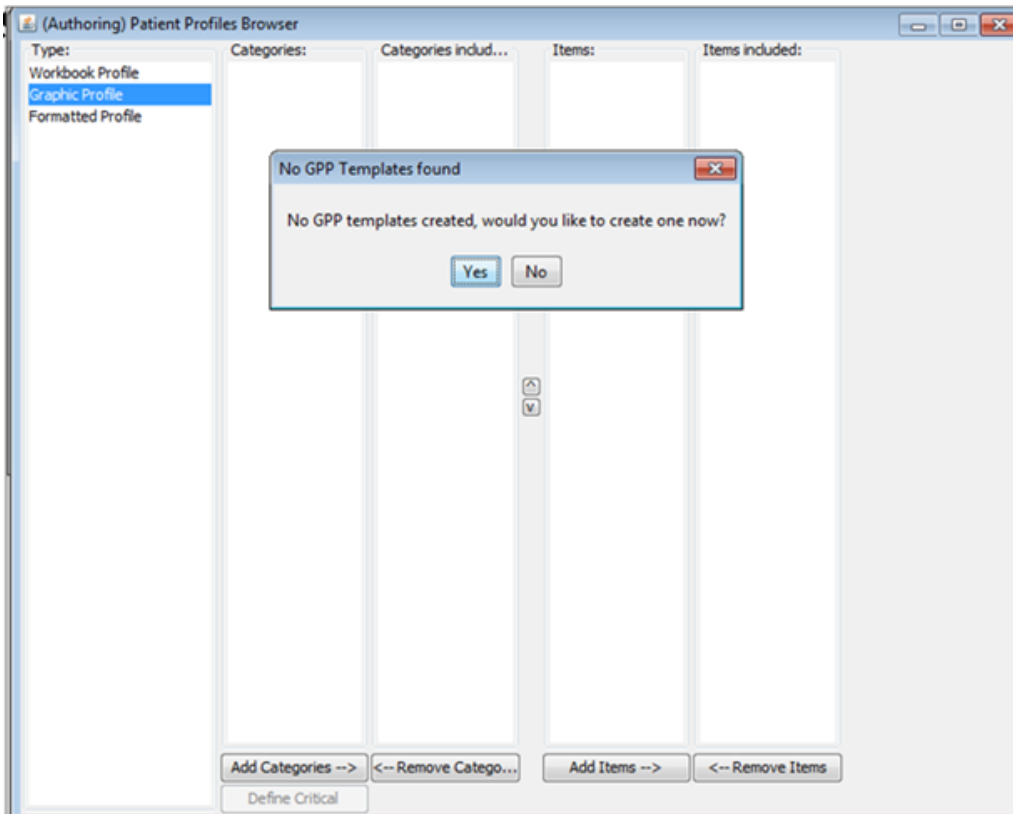 (Authoring) Patient Profiles Browser
Type:
Categories:
Categories includ...
Items:
Items included:
Workbook Profile
Graphic Profile
Formatted Profile
No GPP Templates found
No GPP templates created, would you like to create one now?
Yes
No
^
v
Add Categories -->
<-- Remove Catego...
Add Items -->
<-- Remove Items
Define Critical